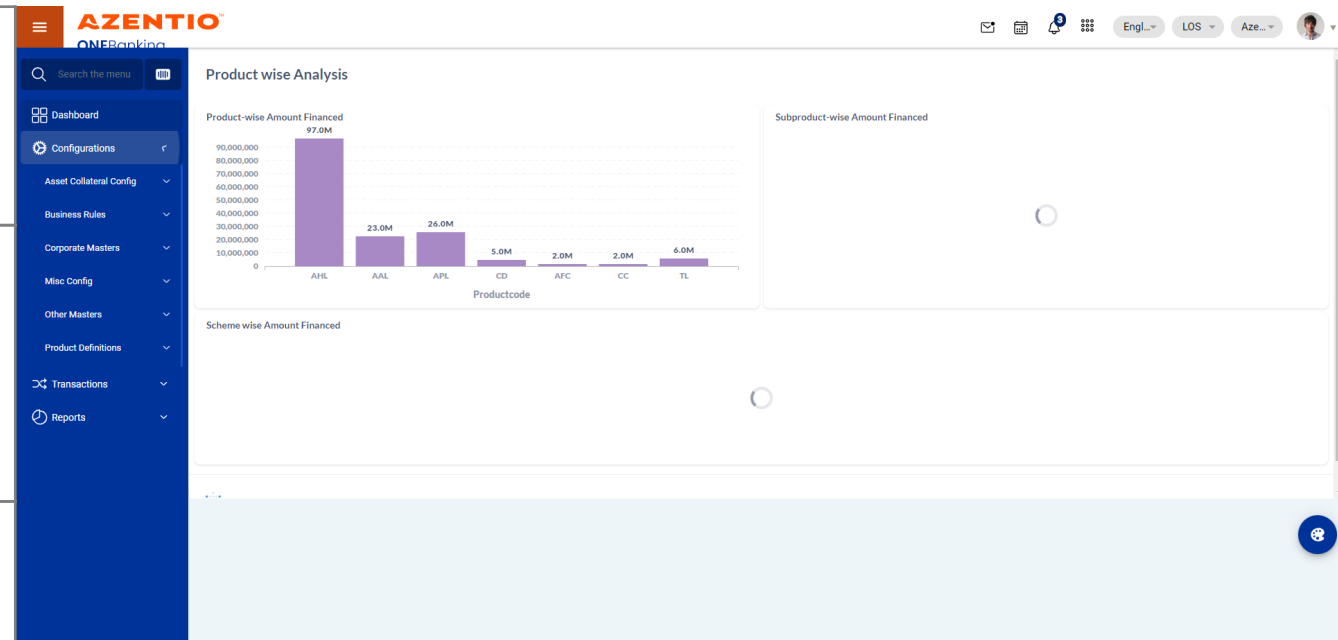 AZENTIO™
ONEBanking
3
Engl...
LOS
Aze...
Search the menu
Dashboard
Configurations
Asset Collateral Config
Business Rules
Corporate Masters
Misc Config
Other Masters
Product Definitions
Transactions
Reports
Product wise Analysis
Product-wise Amount Financed
97.0M
90,000,000
80,000,000
70,000,000
60,000,000
50,000,000
40,000,000
30,000,000
20,000,000
10,000,000
0
23.0M
26.0M
5.0M
2.0M
2.0M
6.0M
AHL AAL APL CD AFC CC TL
Productcode
Subproduct-wise Amount Financed
Scheme wise Amount Financed